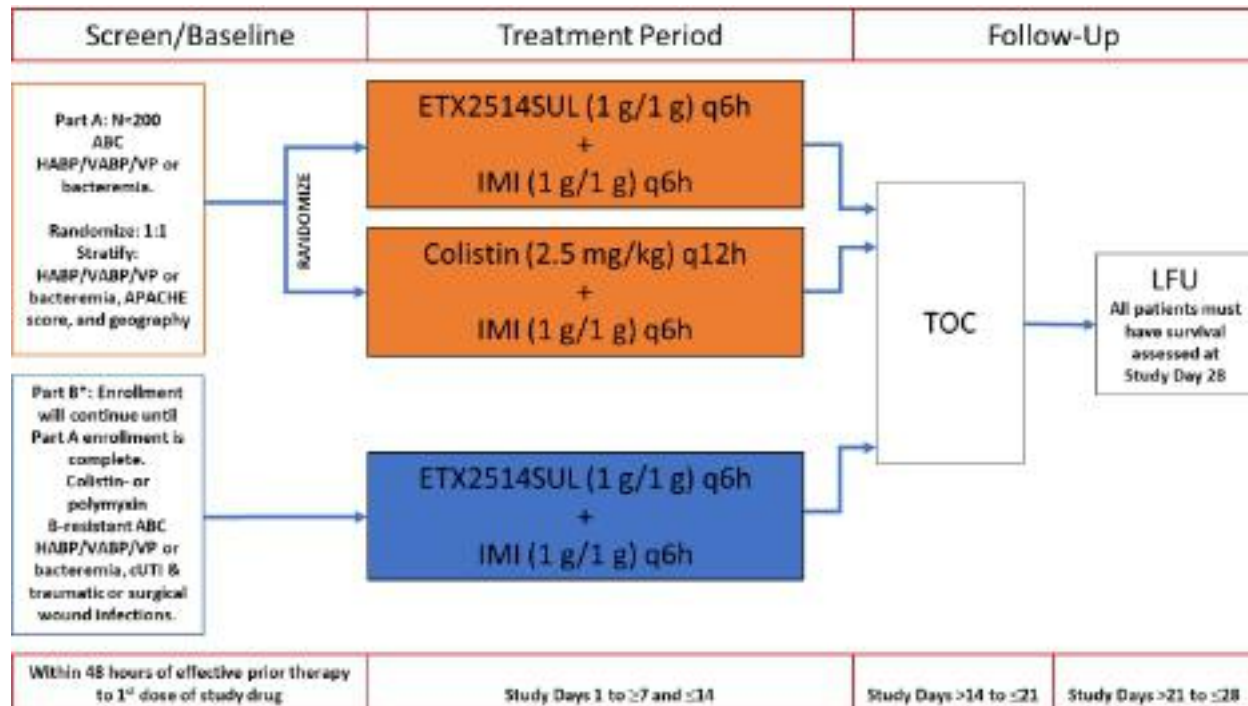 Screen/Baseline
Treatment Period
Follow-Up
Part A: N=200
ABC
HABP/VABP/VP or
bacteremia.
Randomize: 1:1
Stratify:
HABP/VABP/VP or
bacteremia, APACHE
score, and geography
RANDOMIZE
ETX2514SUL (1 g/1 g) q6h
+
IMI (1 g/1 g) q6h
Colistin (2.5 mg/kg) q12h
+
IMI (1 g/1 g) q6h
Part B*: Enrollment
will continue until
Part A enrollment is
complete.
Colistin- or
polymyxin
B-resistant ABC
HABP/VABP/VP or
bacteremia, cUTI &
traumatic or surgical
wound infections.
ETX2514SUL (1 g/1 g) q6h
+
IMI (1 g/1 g) q6h
TOC
LFU
All patients must
have survival
assessed at
Study Day 28
Within 48 hours of effective prior therapy
to 1st dose of study drug
Study Days 1 to ≥7 and ≤14
Study Days >14 to ≤21
Study Days >21 to ≤28